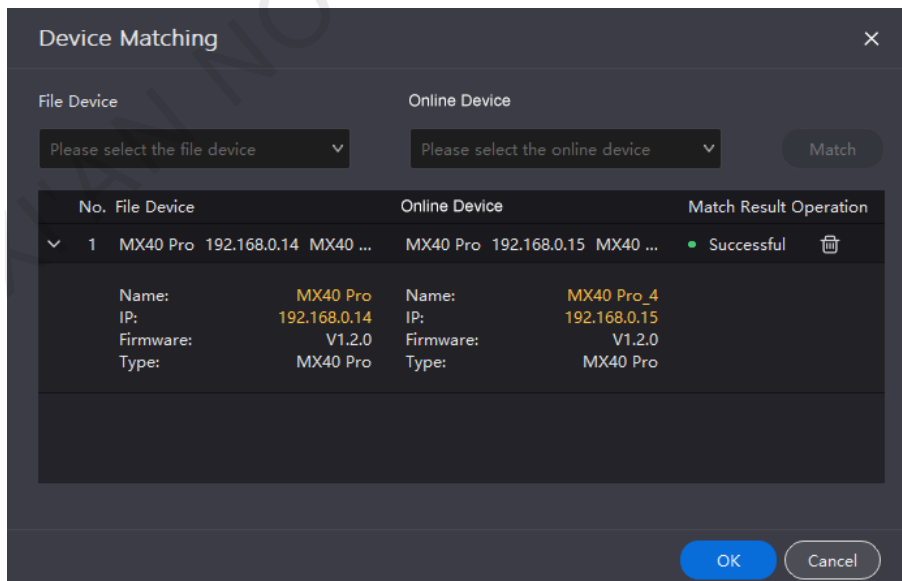 Device Matching
File Device Online Device
Please select the file device Please select the online device Match
No. File Device Online Device Match Result Operation
1 MX40 Pro 192.168.0.14 MX40 ... MX40 Pro 192.168.0.15 MX40 ... Successful
Name: MX40 Pro Name: MX40 Pro_4
IP: 192.168.0.14 IP: 192.168.0.15
Firmware: V1.2.0 Firmware: V1.2.0
Type: MX40 Pro Type: MX40 Pro
OK Cancel